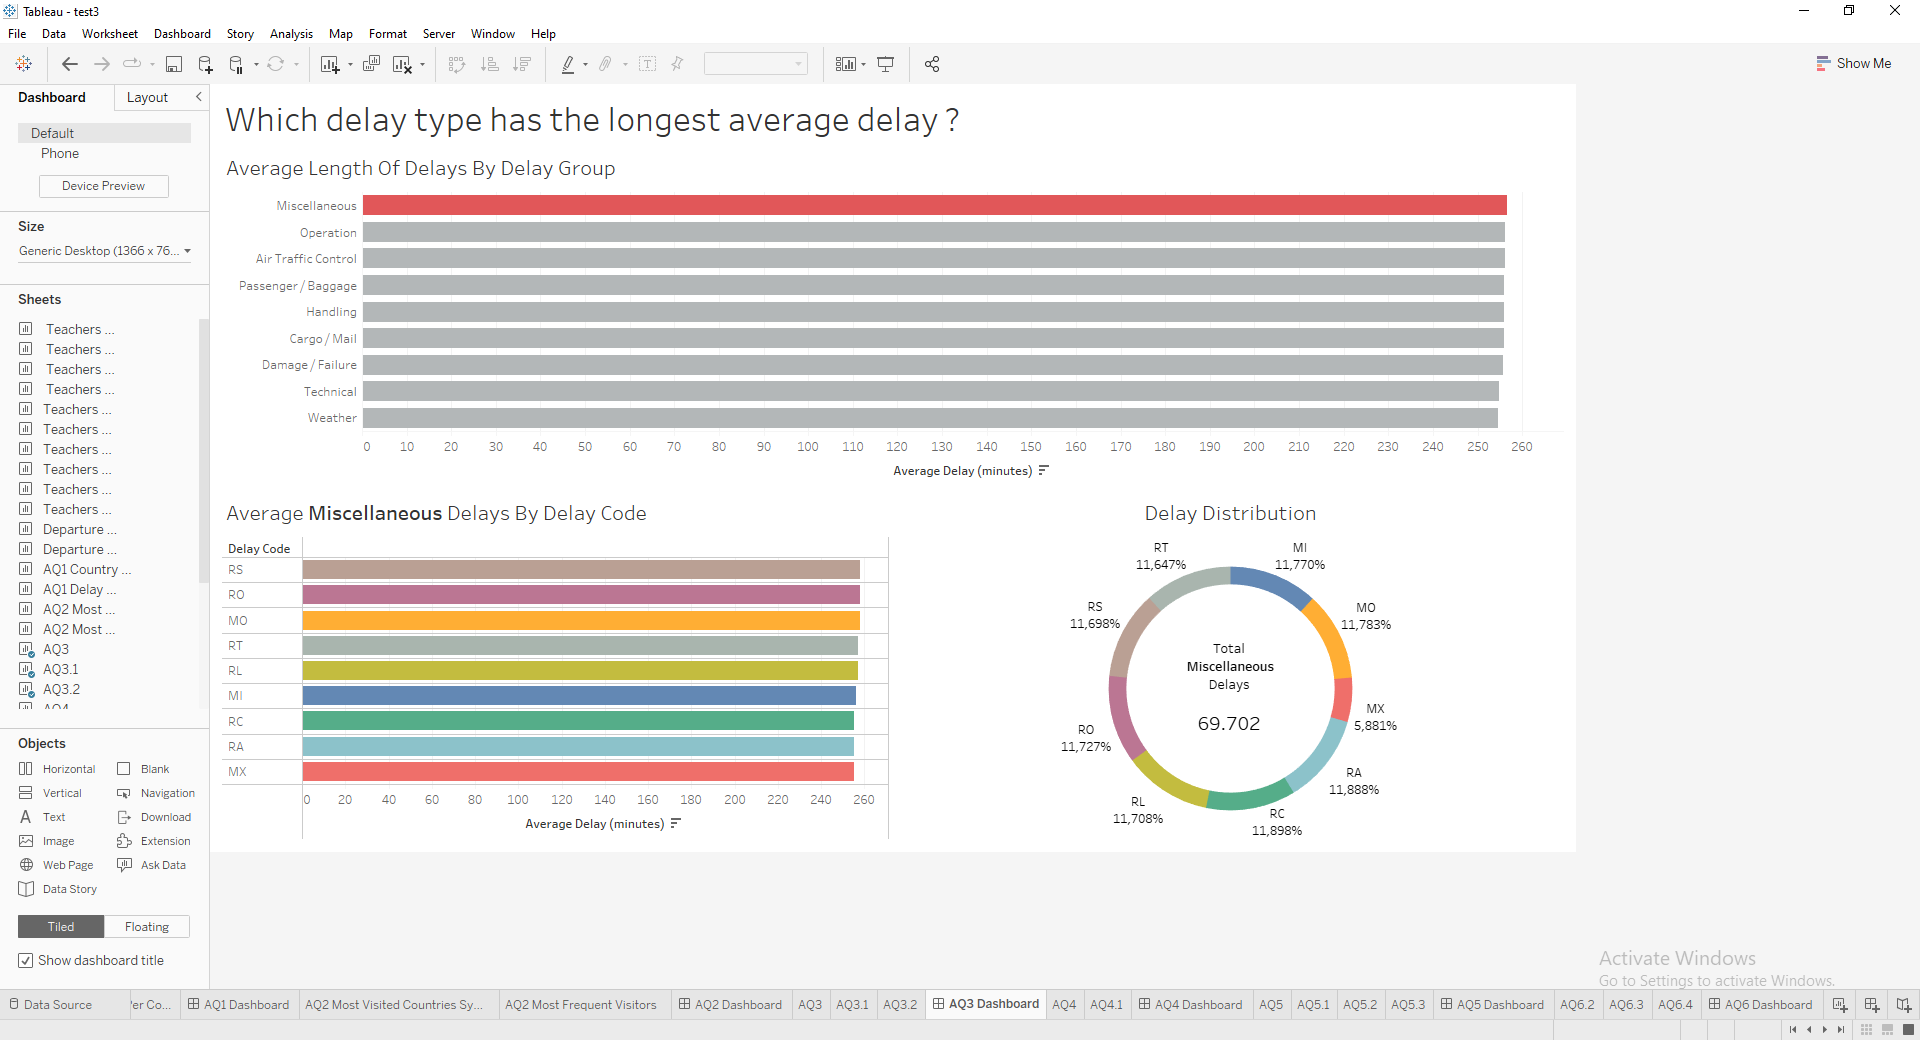 Tableau - test3
File Data Worksheet Dashboard Story Analysis Map Format Server Window Help
Show Me
Dashboard Layout
Default
Phone
Device Preview
Size
Generic Desktop (1366 x 76...
Sheets
Teachers ...
Teachers ...
Teachers ...
Teachers ...
Teachers ...
Teachers ...
Teachers ...
Teachers ...
Teachers ...
Teachers ...
Departure ...
Departure ...
AQ1 Country ...
AQ1 Delay ...
AQ2 Most ...
AQ2 Most ...
AQ3
AQ3.1
AQ3.2
AQ4
Objects
Horizontal Blank
Vertical Navigation
Text Download
Image Extension
Web Page Ask Data
Data Story
Tiled Floating
Show dashboard title
Which delay type has the longest average delay ?
Average Length Of Delays By Delay Group
Miscellaneous
Operation
Air Traffic Control
Passenger / Baggage
Handling
Cargo / Mail
Damage / Failure
Technical
Weather
0 10 20 30 40 50 60 70 80 90 100 110 120 130 140 150 160 170 180 190 200 210 220 230 240 250 260
Average Delay (minutes)
Average Miscellaneous Delays By Delay Code
Delay Code
RS
RO
MO
RT
RL
MI
RC
RA
MX
0 20 40 60 80 100 120 140 160 180 200 220 240 260
Average Delay (minutes)
Delay Distribution
RT
11,647%
MI
11,770%
RS
11,698%
MO
11,783%
Total
Miscellaneous
Delays
69.702
MX
5,881%
RO
11,727%
RA
11,888%
RL
11,708%
RC
11,898%
Activate Windows
Go to Settings to activate Windows.
Data Source er Co... AQ1 Dashboard AQ2 Most Visited Countries Sy... AQ2 Most Frequent Visitors AQ2 Dashboard AQ3 AQ3.1 AQ3.2 AQ3 Dashboard AQ4 AQ4.1 AQ4 Dashboard AQ5 AQ5.1 AQ5.2 AQ5.3 AQ5 Dashboard AQ6.2 AQ6.3 AQ6.4 AQ6 Dashboard